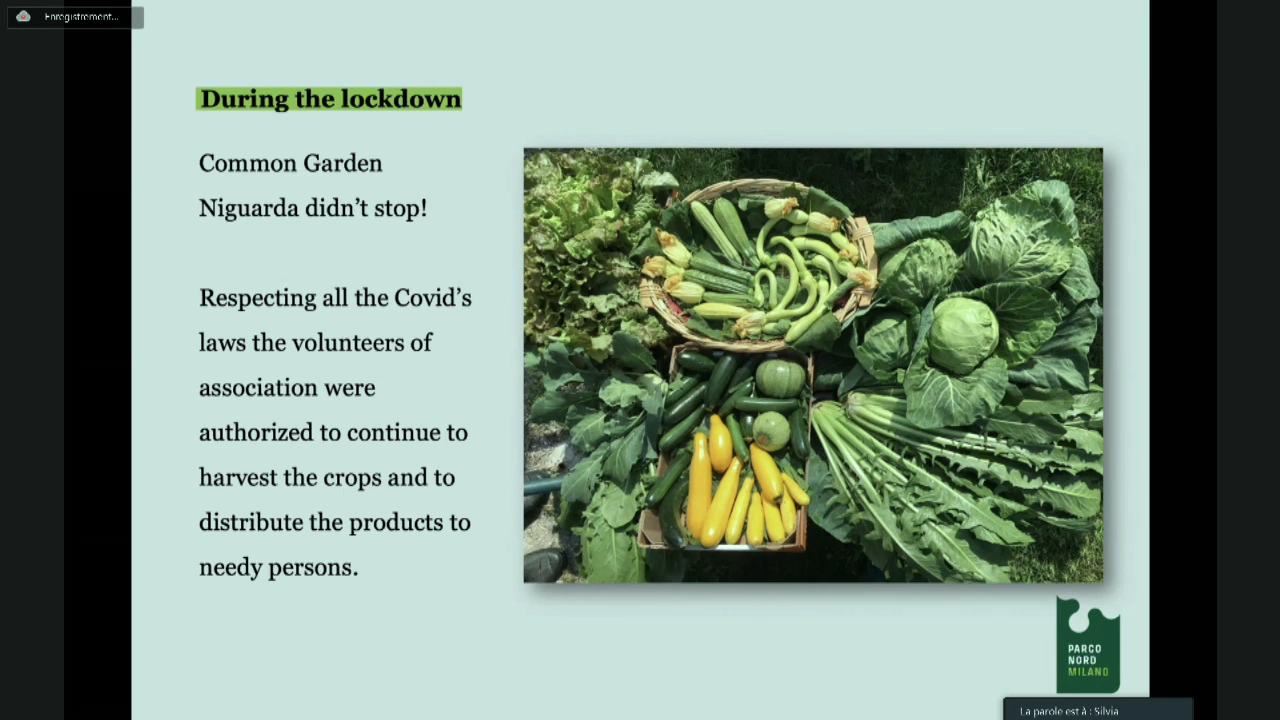 Enregistrement...
During the lockdown
Common Garden
Niguarda didn’t stop!
Respecting all the Covid’s
laws the volunteers of
association were
authorized to continue to
harvest the crops and to
distribute the products to
needy persons.
PARCO
NORD
MILANO
La parole est à : Silvia